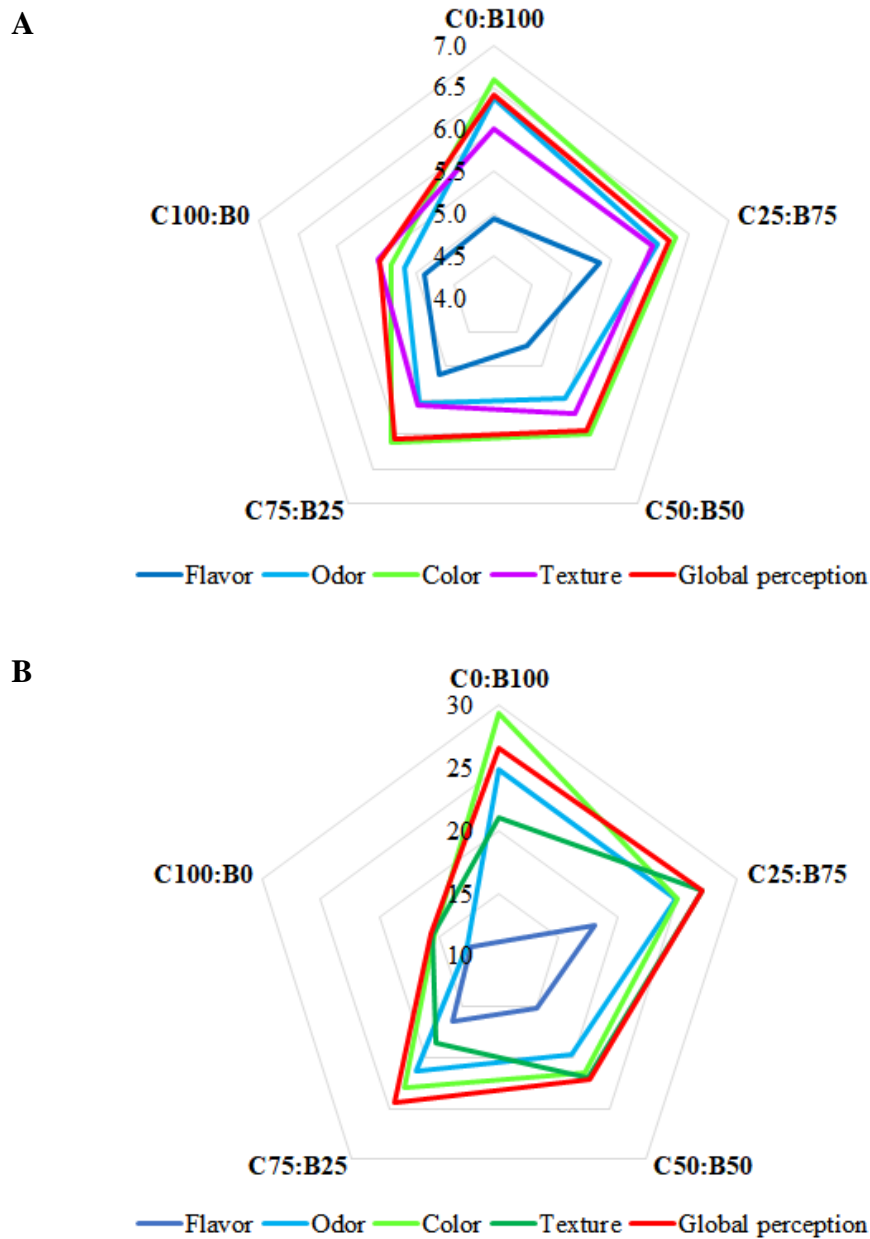 A
C0:B100
7.0
6.5
6.0
5.5
5.0
4.5
4.0
C100:B0
C25:B75
C75:B25
C50:B50
Flavor Odor Color Texture Global perception
B
C0:B100
30
25
20
15
10
C100:B0
C25:B75
C75:B25
C50:B50
Flavor Odor Color Texture Global perception